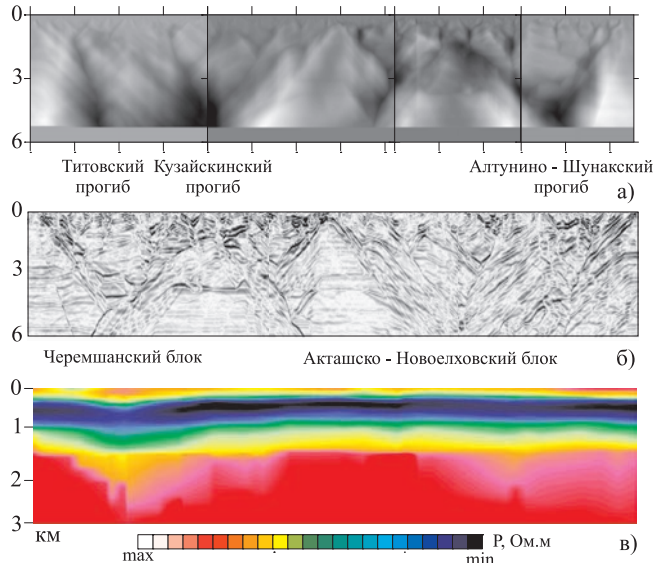 0
3
6
Титовский прогиб
Кузайскинский прогиб
Алтунино - Шунакский прогиб
а)
0
3
6
Черемшанский блок
Акташско - Новоелховский блок
б)
0
1
2
3
км
в)
P, Ом.м
max
min